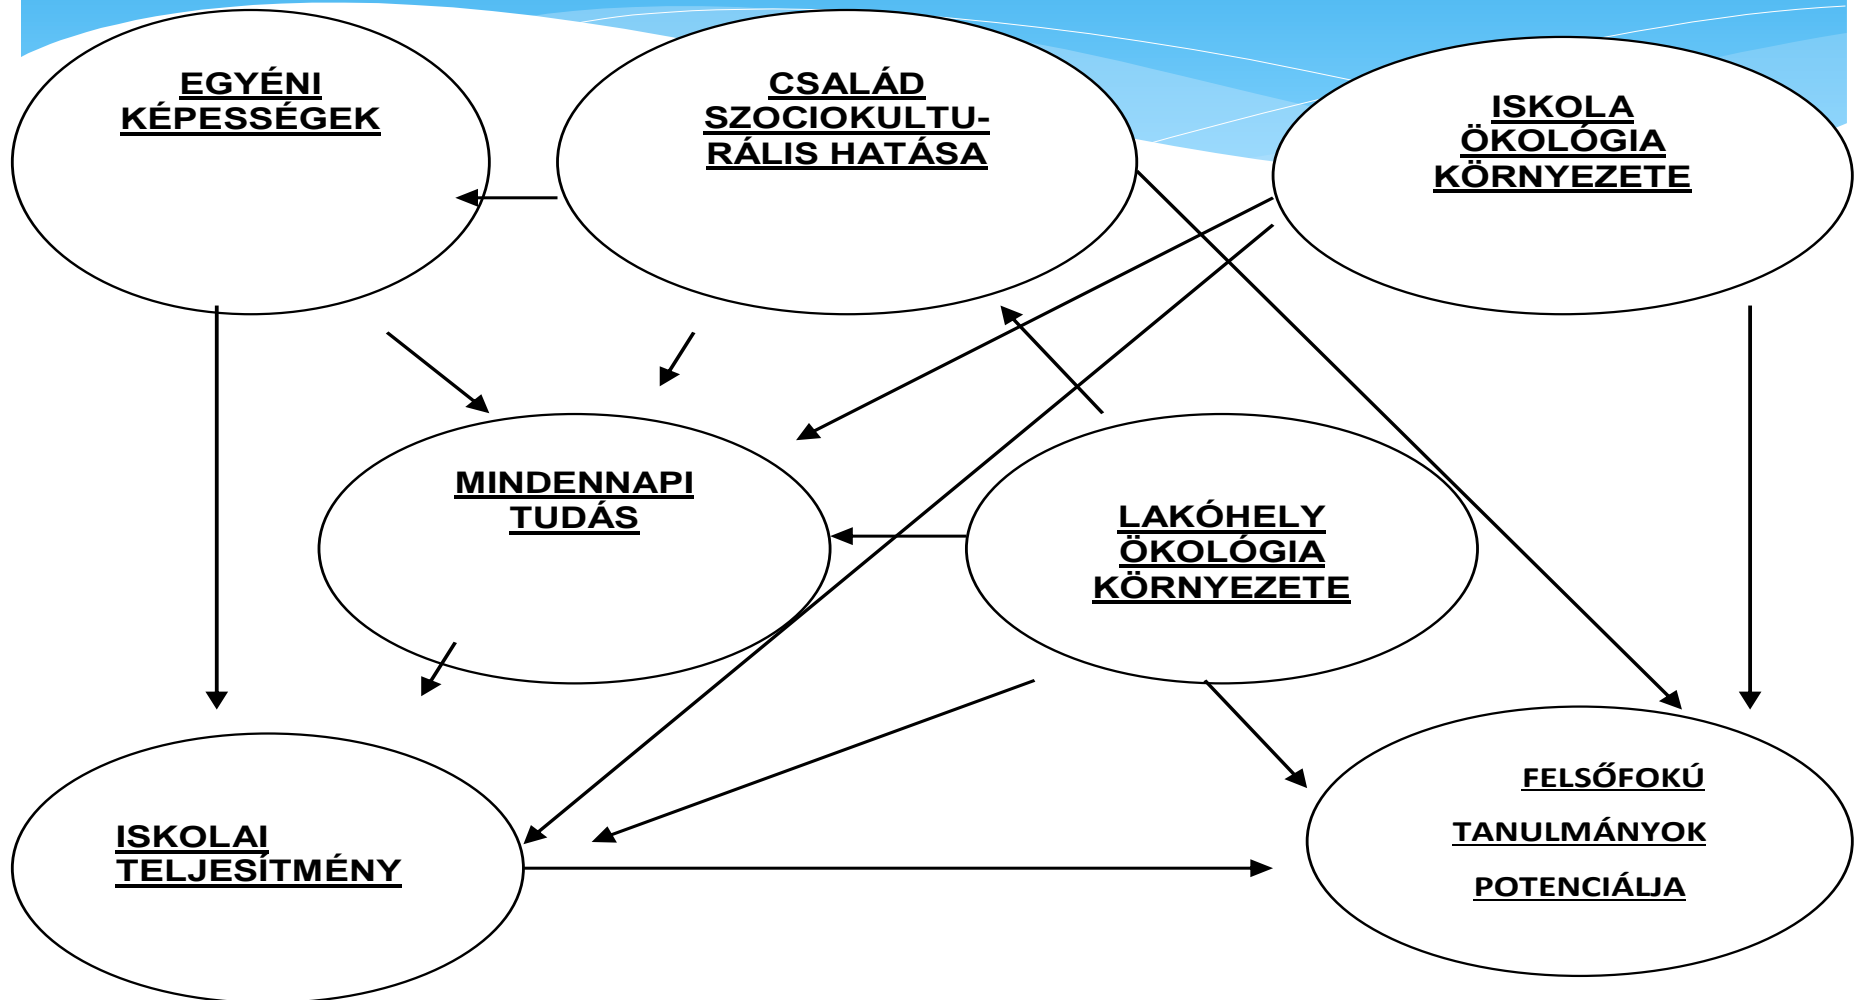 EGYÉNI
KÉPESSÉGEK
CSALÁD
SZOCIOKULTU-
RÁLIS HATÁSA
ISKOLA
ÖKOLÓGIA
KÖRNYEZETE
MINDENNAPI
TUDÁS
LAKÓHELY
ÖKOLÓGIA
KÖRNYEZETE
ISKOLAI
TELJESÍTMÉNY
FELSŐFOKÚ
TANULMÁNYOK
POTENCIÁLJA